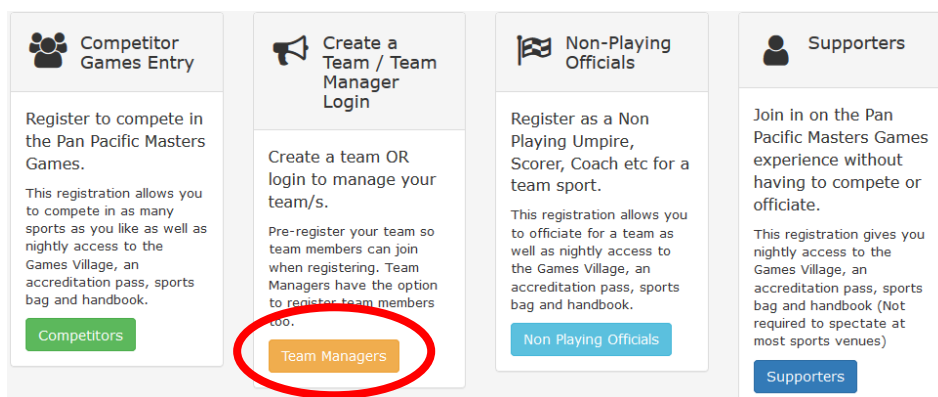 Competitor
Games Entry
Register to compete in
the Pan Pacific Masters
Games.
This registration allows you
to compete in as many
sports as you like as well as
nightly access to the
Games Village, an
accreditation pass, sports
bag and handbook.
Competitors
Create a
Team / Team
Manager
Login
Create a team OR
login to manage your
team/s.
Pre-register your team so
team members can join
when registering. Team
Managers have the option
to register team members
too.
Team Managers
Non-Playing
Officials
Register as a Non
Playing Umpire,
Scorer, Coach etc for a
team sport.
This registration allows you
to officiate for a team as
well as nightly access to
the Games Village, an
accreditation pass, sports
bag and handbook.
Non Playing Officials
Supporters
Join in on the Pan
Pacific Masters Games
experience without
having to compete or
officiate.
This registration gives you
nightly access to the
Games Village, an
accreditation pass, sports
bag and handbook (Not
required to spectate at
most sports venues)
Supporters